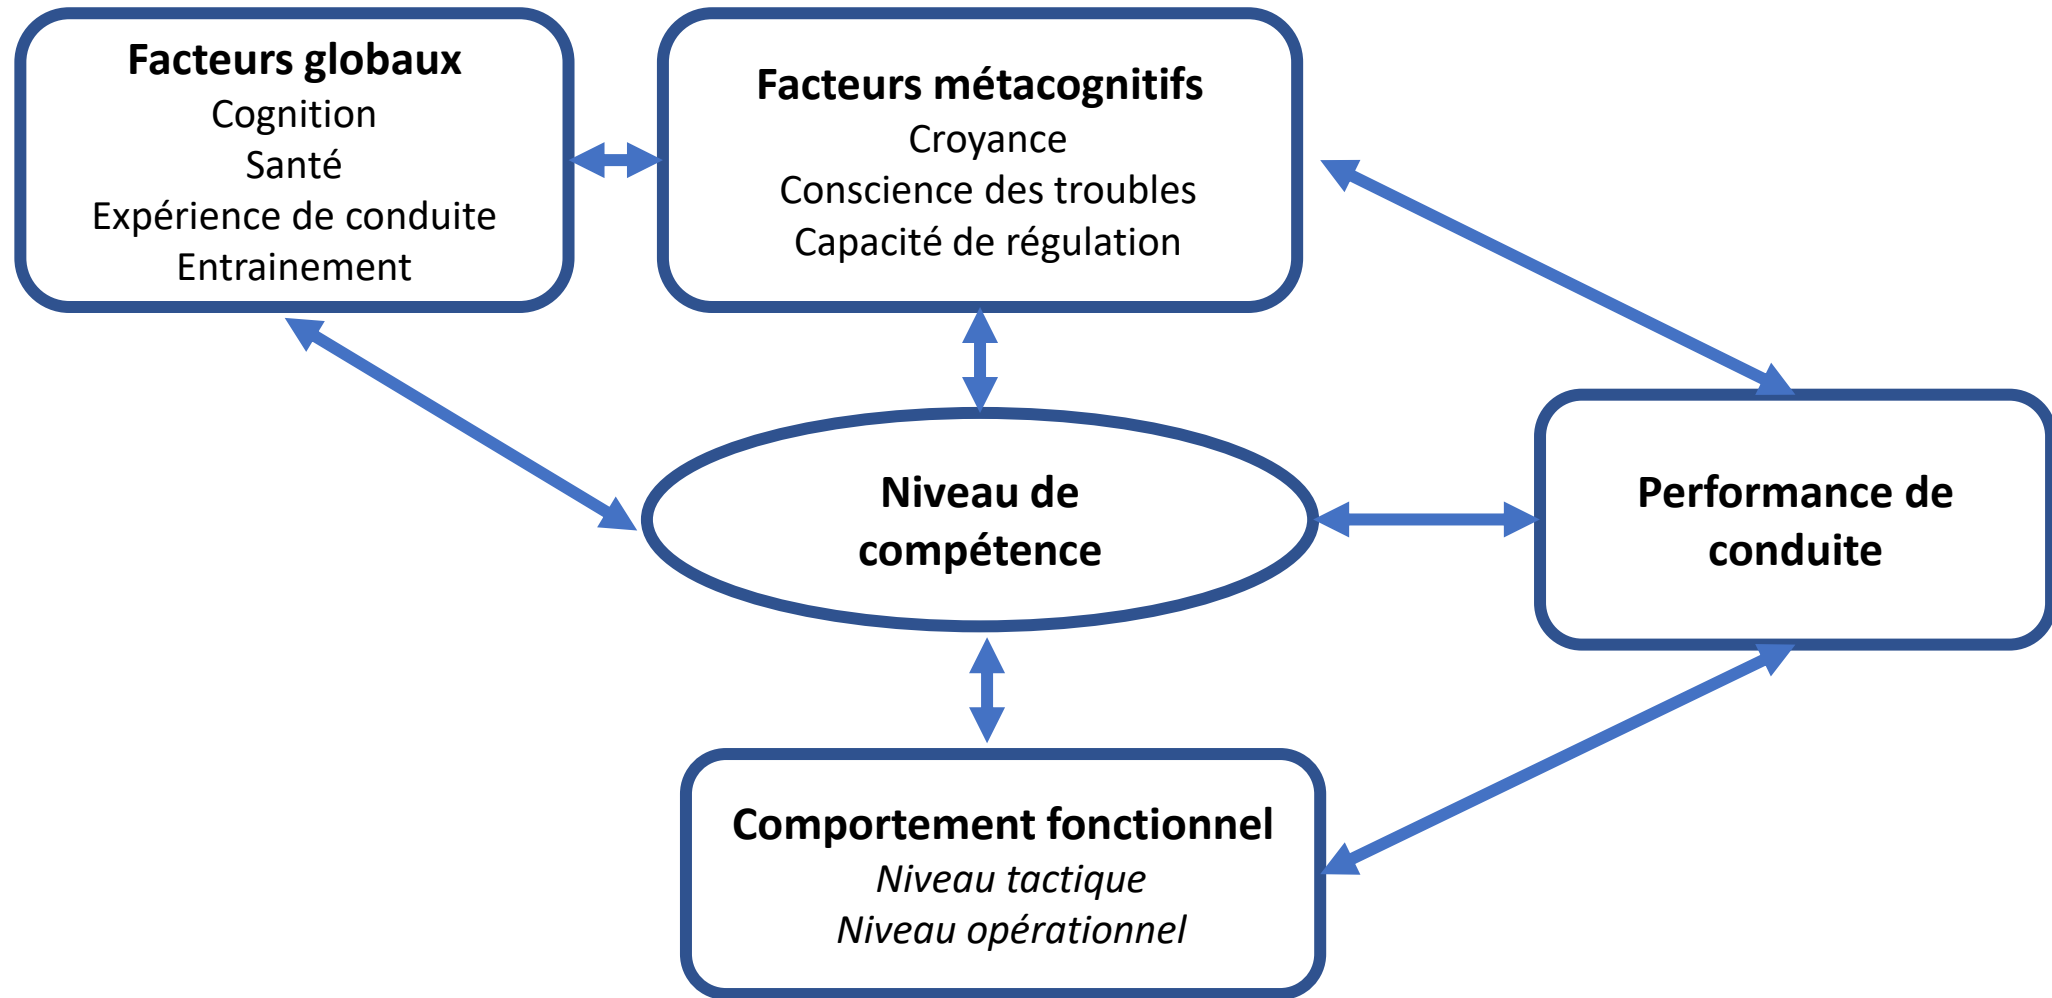 Facteurs globaux
Cognition
Santé
Expérience de conduite
Entrainement
Facteurs métacognitifs
Croyance
Conscience des troubles
Capacité de régulation
Niveau de
compétence
Performance de
conduite
Comportement fonctionnel
Niveau tactique
Niveau opérationnel